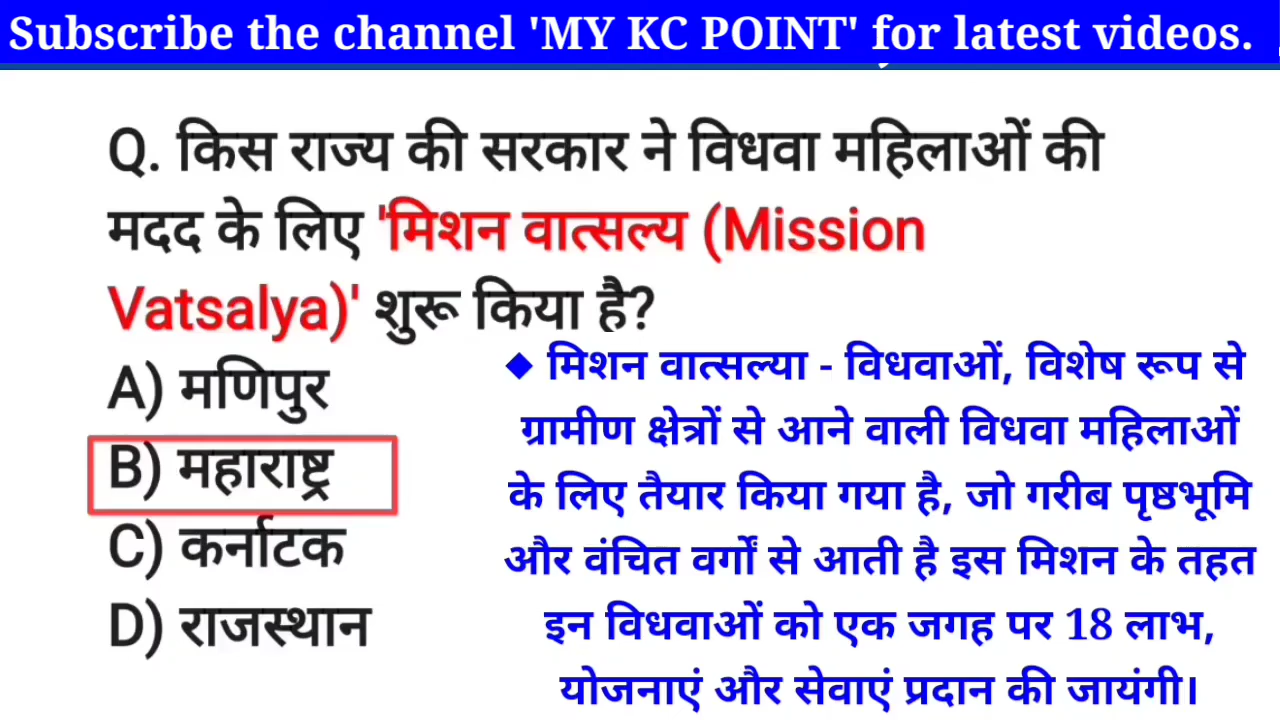 Subscribe the channel 'MY KC POINT' for latest videos.
Q. किस राज्य की सरकार ने विधवा महिलाओं की
मदद के लिए 'मिशन वात्सल्य (Mission
Vatsalya)' शुरू किया है?
A) मणिपुर
B) महाराष्ट्र
C) कर्नाटक
D) राजस्थान
◆ मिशन वात्सल्या - विधवाओं, विशेष रूप से
ग्रामीण क्षेत्रों से आने वाली विधवा महिलाओं
के लिए तैयार किया गया है, जो गरीब पृष्ठभूमि
और वंचित वर्गों से आती है इस मिशन के तहत
इन विधवाओं को एक जगह पर 18 लाभ,
योजनाएं और सेवाएं प्रदान की जायंगी।